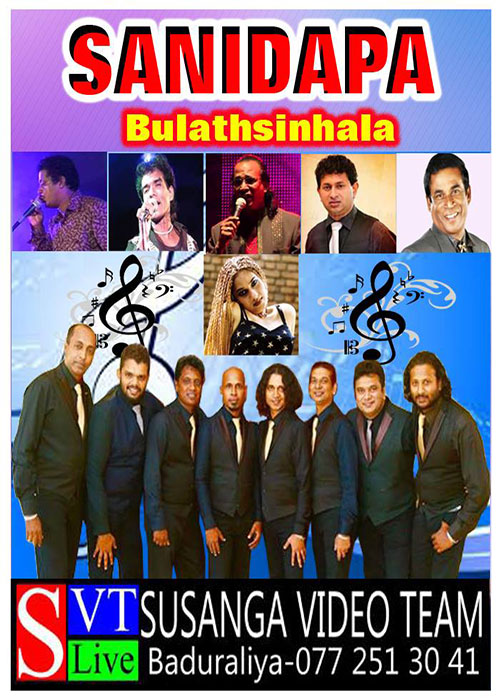 SANIDAPA
Bulathsinhala
S VT Live
SUSANGA VIDEO TEAM
Baduraliya-077 251 30 41